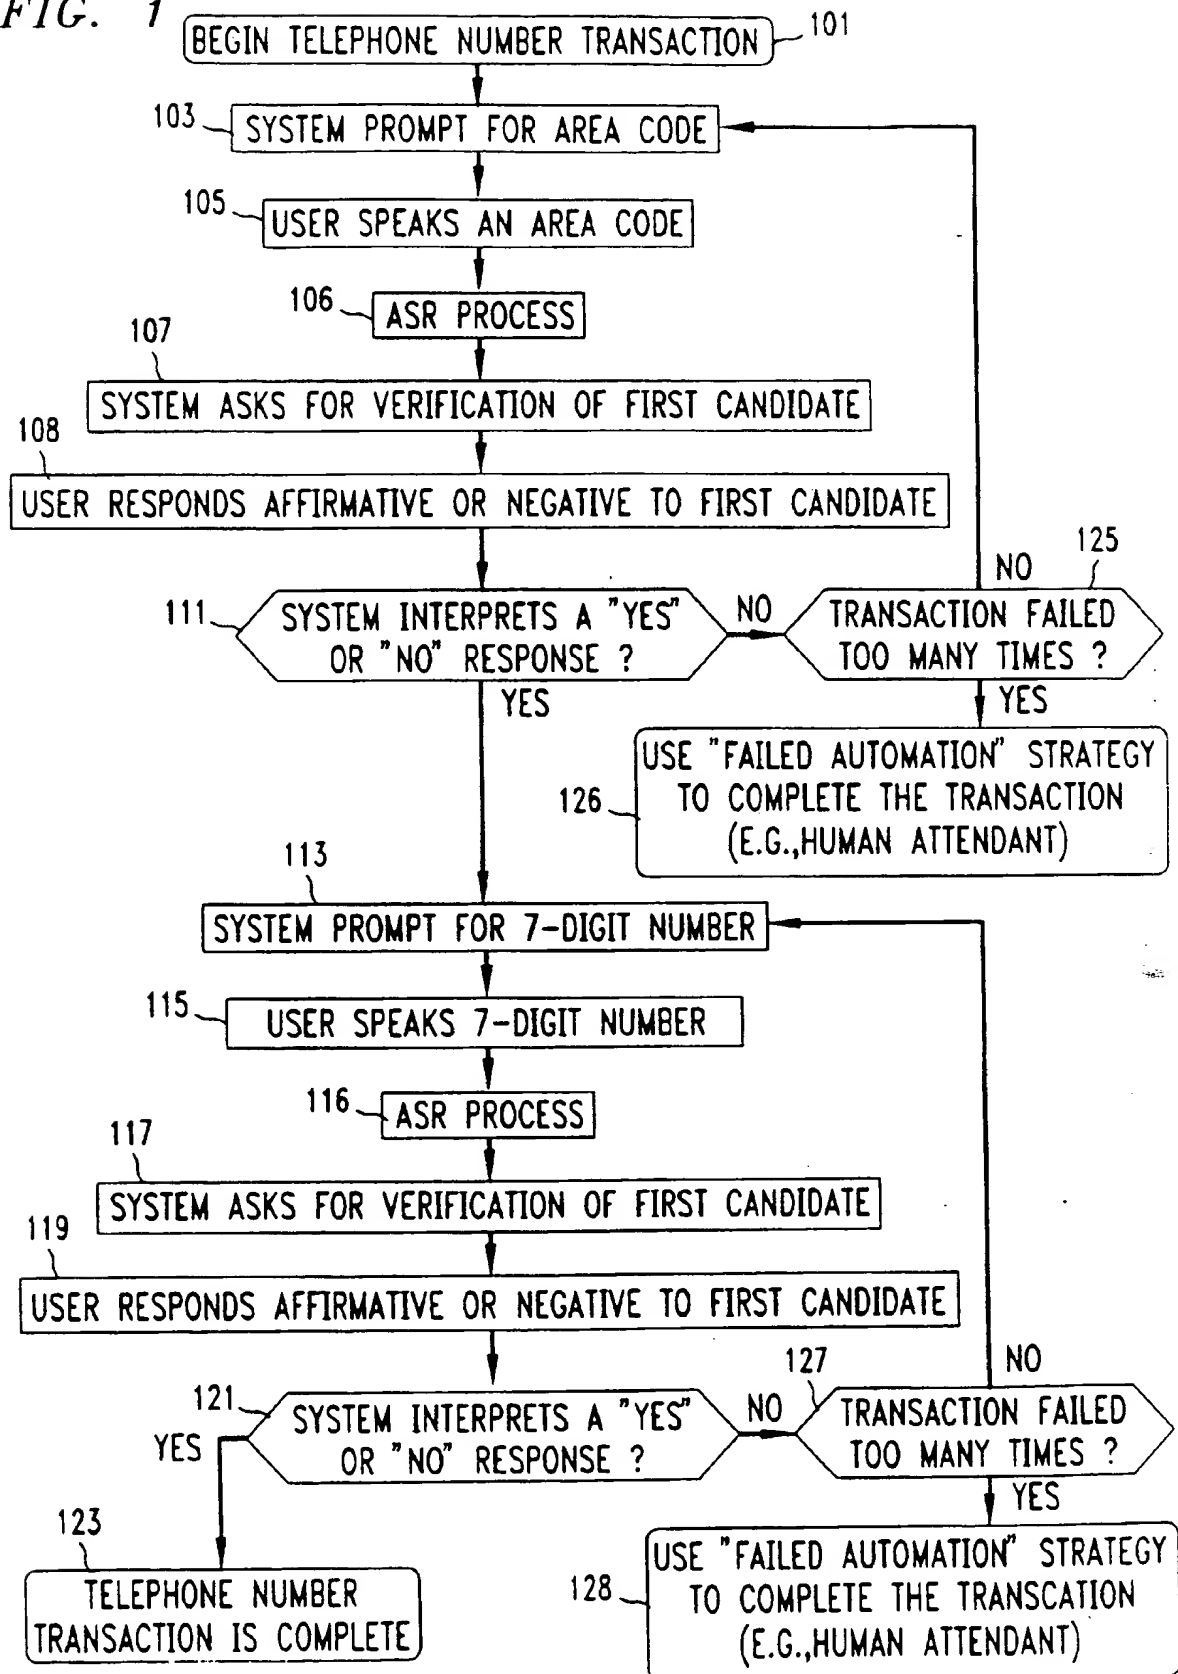 FIG. 1
BEGIN TELEPHONE NUMBER TRANSACTION
101
103
SYSTEM PROMPT FOR AREA CODE
105
USER SPEAKS AN AREA CODE
106
ASR PROCESS
107
SYSTEM ASKS FOR VERIFICATION OF FIRST CANDIDATE
108
USER RESPONDS AFFIRMATIVE OR NEGATIVE TO FIRST CANDIDATE
111
SYSTEM INTERPRETS A "YES"
OR "NO" RESPONSE ?
NO
YES
125
NO
TRANSACTION FAILED
TOO MANY TIMES ?
YES
126
USE "FAILED AUTOMATION" STRATEGY
TO COMPLETE THE TRANSACTION
(E.G.,HUMAN ATTENDANT)
113
SYSTEM PROMPT FOR 7-DIGIT NUMBER
115
USER SPEAKS 7-DIGIT NUMBER
116
ASR PROCESS
117
SYSTEM ASKS FOR VERIFICATION OF FIRST CANDIDATE
119
USER RESPONDS AFFIRMATIVE OR NEGATIVE TO FIRST CANDIDATE
121
SYSTEM INTERPRETS A "YES"
OR "NO" RESPONSE ?
YES
NO
127
NO
TRANSACTION FAILED
TOO MANY TIMES ?
YES
123
TELEPHONE NUMBER
TRANSACTION IS COMPLETE
128
USE "FAILED AUTOMATION" STRATEGY
TO COMPLETE THE TRANSCATION
(E.G.,HUMAN ATTENDANT)